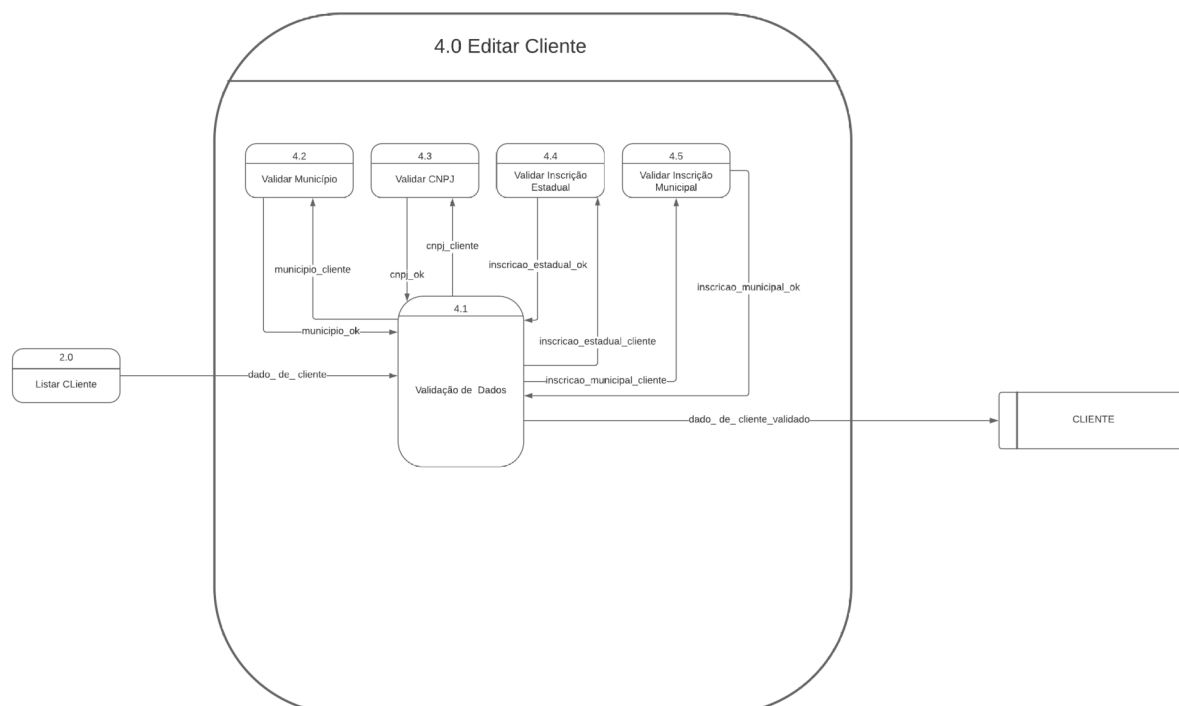 4.0 Editar Cliente
4.2
Validar Município
4.3
Validar CNPJ
4.4
Validar Inscrição
Estadual
4.5
Validar Inscrição
Municipal
cnpj_cliente
inscricao_estadual_ok
municipio_cliente
cnpj_ok
inscricao_municipal_ok
4.1
Validação de Dados
municipio_ok
inscricao_estadual_cliente
2.0
Listar CLiente
dado_ de_ cliente
inscricao_municipal_cliente
dado_ de_ cliente_validado
CLIENTE